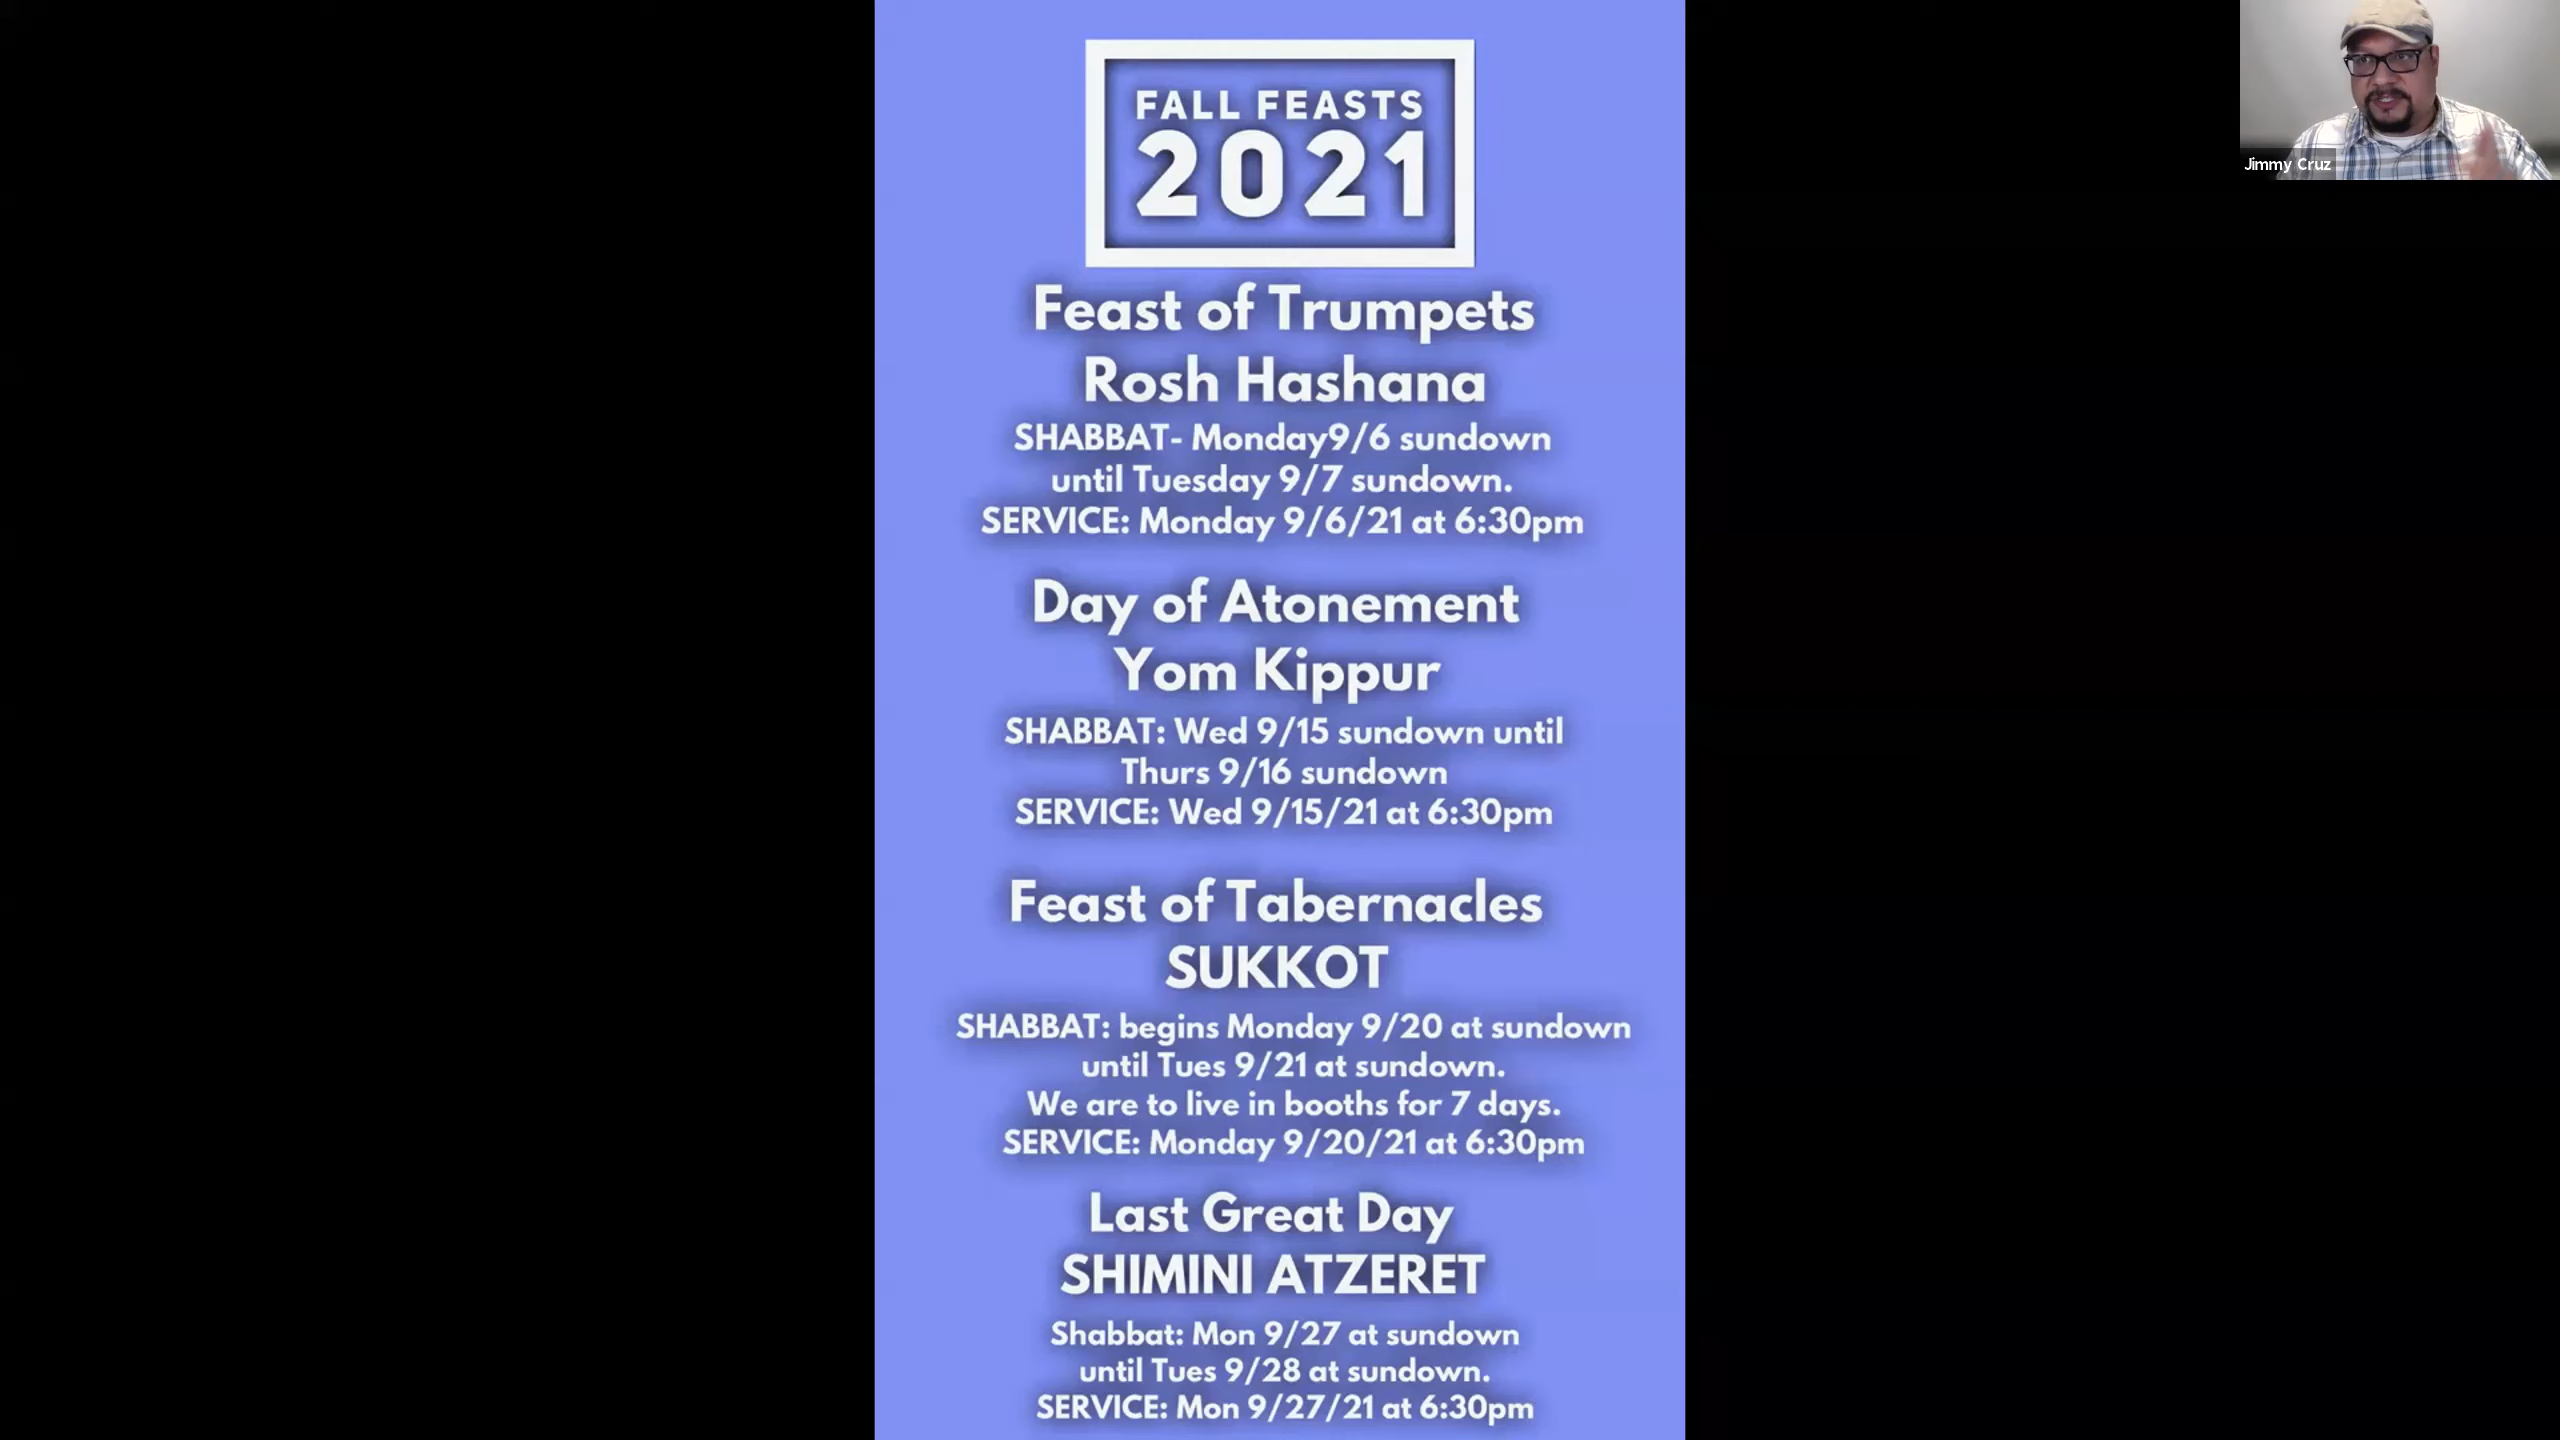 FALL FEASTS
2021
Feast of Trumpets
Rosh Hashana
SHABBAT- Monday9/6 sundown
until Tuesday 9/7 sundown.
SERVICE: Monday 9/6/21 at 6:30pm
Day of Atonement
Yom Kippur
SHABBAT: Wed 9/15 sundown until
Thurs 9/16 sundown
SERVICE: Wed 9/15/21 at 6:30pm
Feast of Tabernacles
SUKKOT
SHABBAT: begins Monday 9/20 at sundown
until Tues 9/21 at sundown.
We are to live in booths for 7 days.
SERVICE: Monday 9/20/21 at 6:30pm
Last Great Day
SHIMINI ATZERET
Shabbat: Mon 9/27 at sundown
until Tues 9/28 at sundown.
SERVICE: Mon 9/27/21 at 6:30pm
Jimmy Cruz